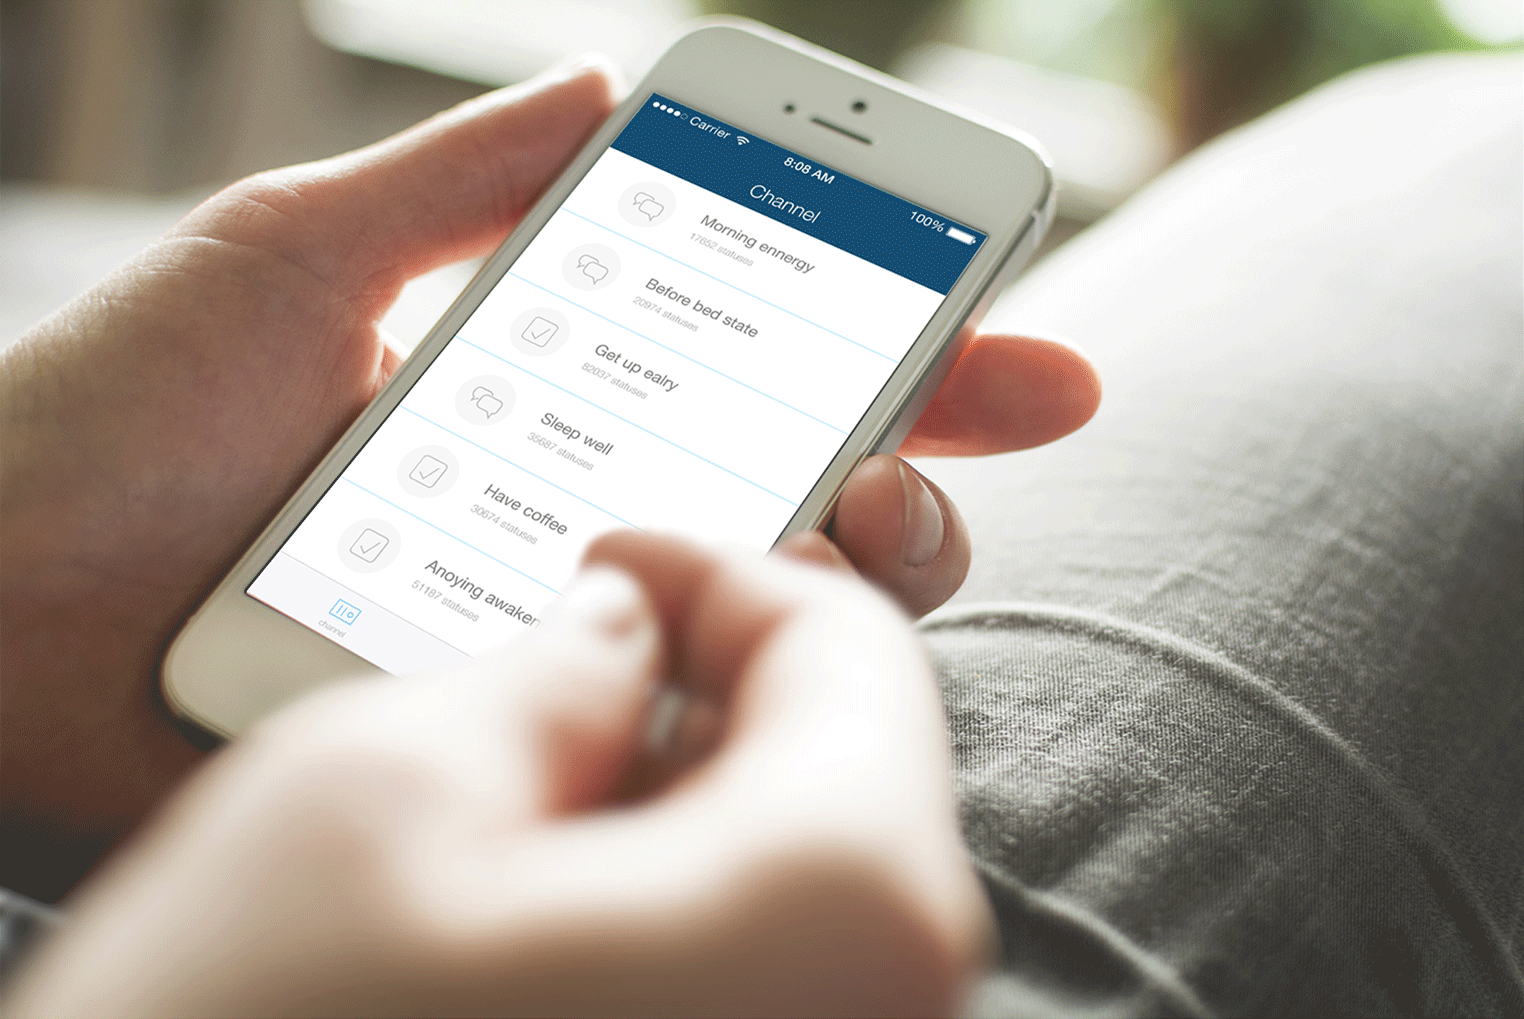 Carrier 8:08 AM 100%
Channel
Morning ennergy
17652 statuses
Before bed state
20974 statuses
Get up ealry
82037 statuses
Sleep well
35687 statuses
Have coffee
30674 statuses
Anoying awaken
51187 statuses
channel